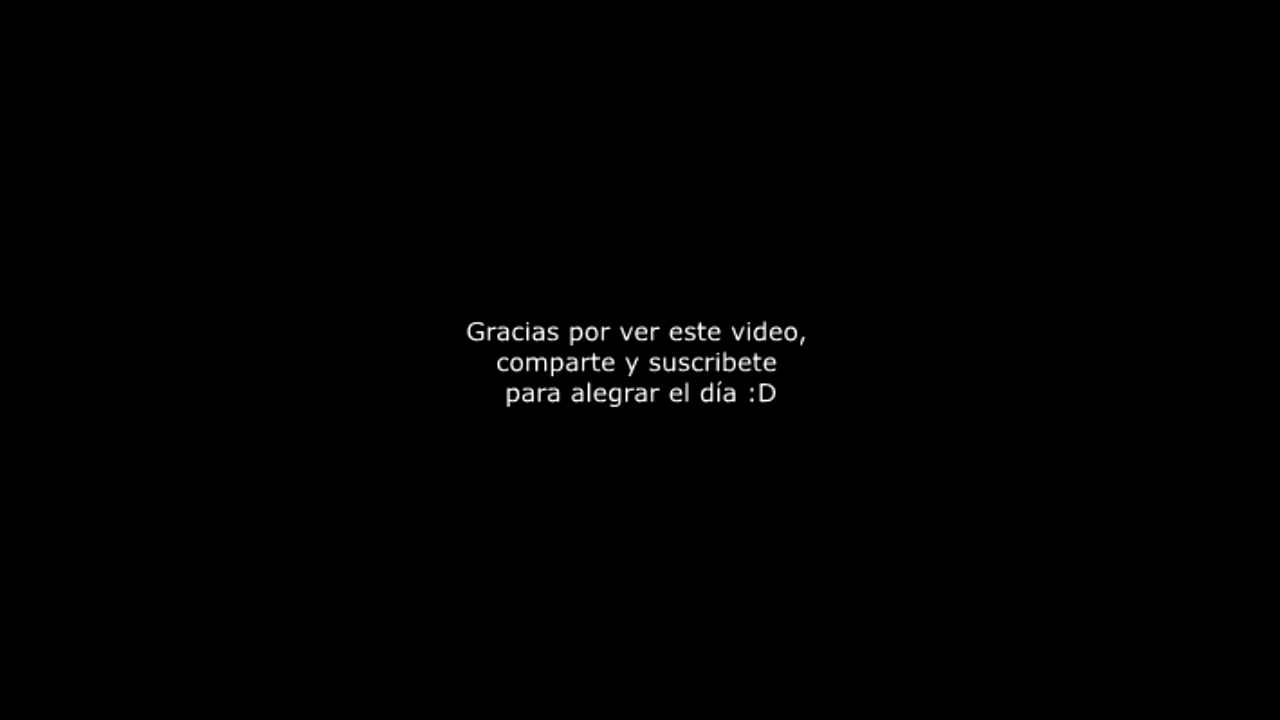 Gracias por ver este video,
comparte y suscribete
para alegrar el día :D